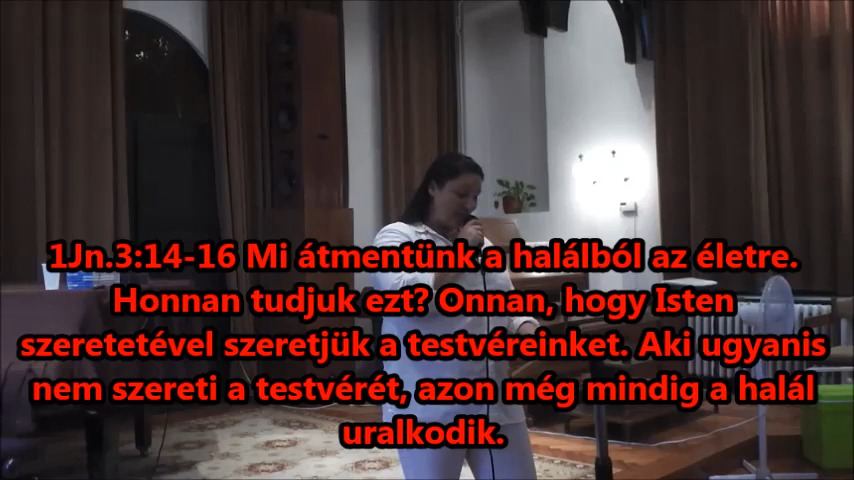 1Jn.3:14-16 Mi átmentünk a halálból az életre.
Honnan tudjuk ezt? Onnan, hogy Isten
szeretetével szeretjük a testvéreinket. Aki ugyanis
nem szereti a testvérét, azon még mindig a halál
uralkodik.